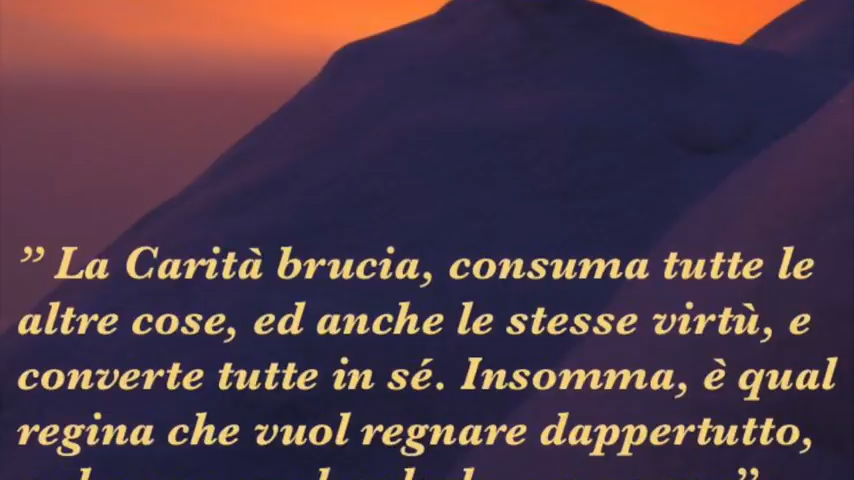 ” La Carità brucia, consuma tutte le
altre cose, ed anche le stesse virtù, e
converte tutte in sé. Insomma, è qual
regina che vuol regnare dappertutto,
”